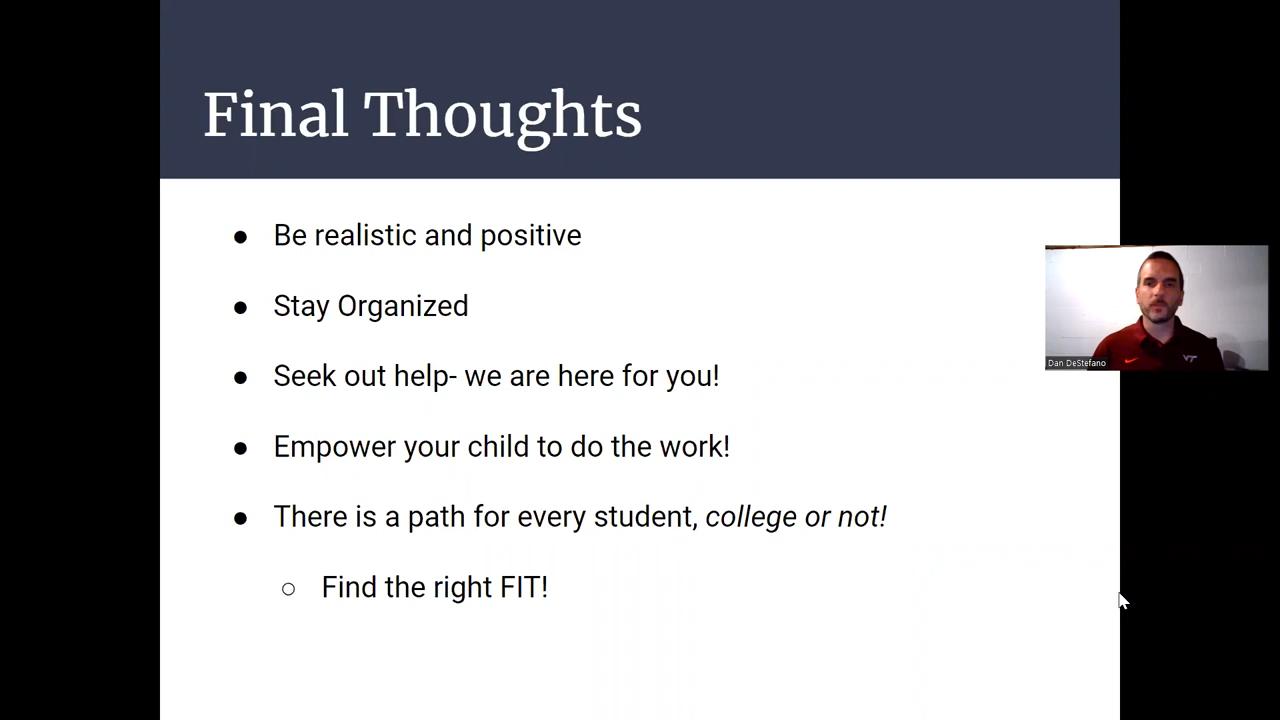 Final Thoughts
● Be realistic and positive
● Stay Organized
● Seek out help- we are here for you!
● Empower your child to do the work!
● There is a path for every student, college or not!
○ Find the right FIT!
Dan DeStefano
VT